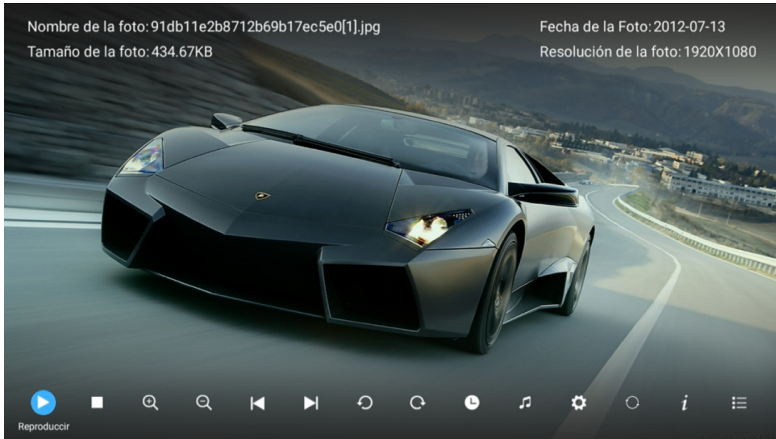 Nombre de la foto: 91db11e2b8712b69b17ec5e0[1].jpg
Fecha de la Foto: 2012-07-13
Tamaño de la foto: 434.67KB
Resolución de la foto: 1920X1080
Reproduccir